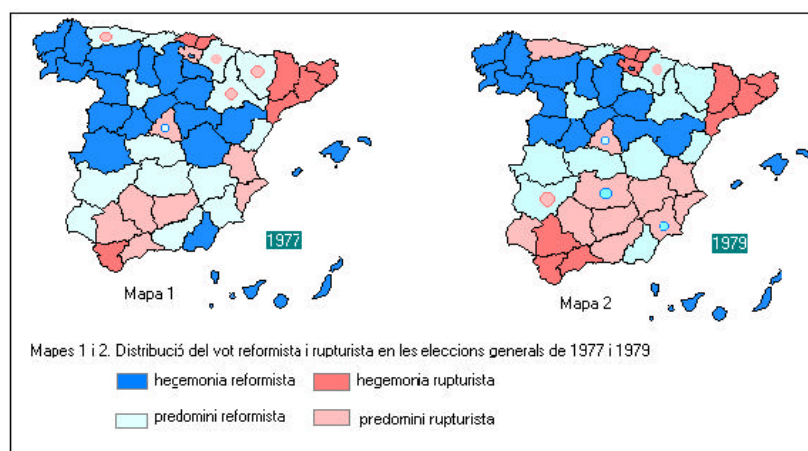 1977
1979
Mapa 1
Mapa 2
Mapes 1 i 2. Distribució del vot reformista i rupturista en les eleccions generals de 1977 i 1979
hegemonia reformista
hegemonia rupturista
predomini reformista
predomini rupturista